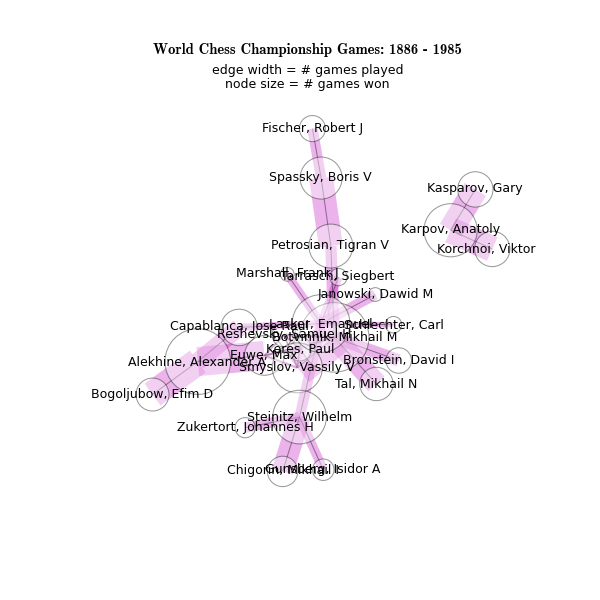 World Chess Championship Games: 1886 - 1985
edge width = # games played
node size = # games won
Fischer, Robert J
Spassky, Boris V
Kasparov, Gary
Karpov, Anatoly
Petrosian, Tigran V
Korchnoi, Viktor
Marshall, Frank J
Tarrasch, Siegbert
Janowski, Dawid M
Lasker, Emanuel
Capablanca, Jose Raul
Schlechter, Carl
Reshevsky, Samuel H
Botvinnik, Mikhail M
Keres, Paul
Euwe, Max
Bronstein, David I
Alekhine, Alexander A
Smyslov, Vassily V
Tal, Mikhail N
Bogoljubow, Efim D
Steinitz, Wilhelm
Zukertort, Johannes H
Chigorin, Mikhail I
Gunsberg, Isidor A